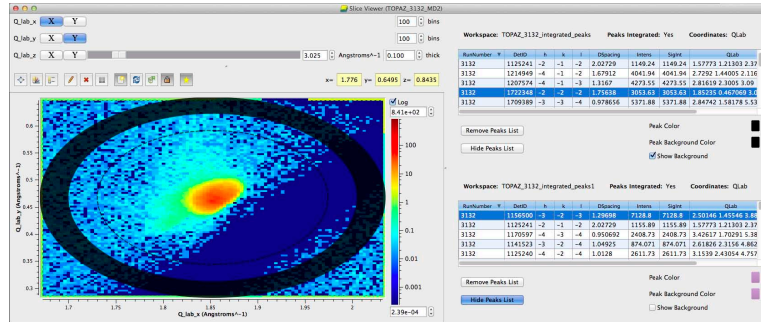 Slice Viewer (TOPAZ_3132_MD2)
Q_lab_x X Y 100 bins
Q_lab_y X Y 100 bins
Q_lab_z X Y 3.025 Angstroms^-1 0.100 thick
x= 1.776 y= 0.6495 z= 0.8435
Log
8.41e+02
100
10
1
0.1
0.01
0.001
2.39e-04
Q_lab_y (Angstroms^-1)
0.6
0.55
0.5
0.45
0.4
0.35
0.3
1.7 1.75 1.8 1.85 1.9 1.95 2
Q_lab_x (Angstroms^-1)
Workspace: TOPAZ_3132_integrated_peaks Peaks Integrated: Yes Coordinates: QLab
RunNumber DetID h k l DSpacing Intens SigInt QLab
3132 1125241 -2 -1 -2 2.02729 1149.24 1149.24 1.57773 1.21303 2.37
3132 1214949 -4 -1 -2 1.67912 4041.94 4041.94 2.7292 1.44005 2.116
3132 1207574 -4 -1 -3 1.3167 4273.55 4273.55 2.81619 2.3005 3.09
3132 1722348 -2 -2 -2 1.75638 3053.63 3053.63 1.85235 0.467069 3.0
3132 1709389 -3 -3 -4 0.978656 5371.88 5371.88 2.84742 1.58178 5.53
Remove Peaks List
Hide Peaks List
Peak Color
Peak Background Color
Show Background
Workspace: TOPAZ_3132_integrated_peaks1 Peaks Integrated: Yes Coordinates: QLab
RunNumber DetID h k l DSpacing Intens SigInt QLab
3132 1156500 -3 -2 -3 1.29698 7128.8 7128.8 2.50146 1.45546 3.88
3132 1125241 -2 -1 -2 2.02729 1155.89 1155.89 1.57773 1.21303 2.37
3132 1170597 -4 -3 -4 0.950692 2408.73 2408.73 3.42617 1.70291 5.38
3132 1141523 -3 -2 -4 1.04925 874.071 874.071 2.61826 2.3156 4.862
3132 1125240 -4 -2 -4 1.0128 2611.73 2611.73 3.1539 2.43054 4.757
Remove Peaks List
Hide Peaks List
Peak Color
Peak Background Color
Show Background